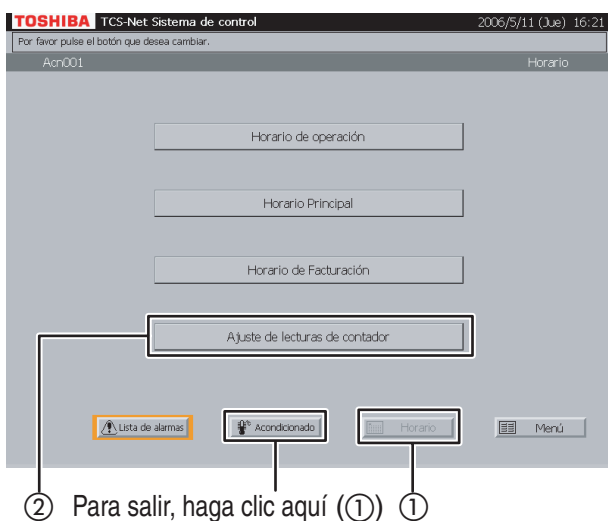 TOSHIBA TCS-Net Sistema de control 2006/5/11 (Jue) 16:21
Por favor pulse el botón que desea cambiar.
Acn001 Horario
Horario de operación
Horario Principal
Horario de Facturación
Ajuste de lecturas de contador
Lista de alarmas Acondicionado Horario Menú
② Para salir, haga clic aquí (①) ①